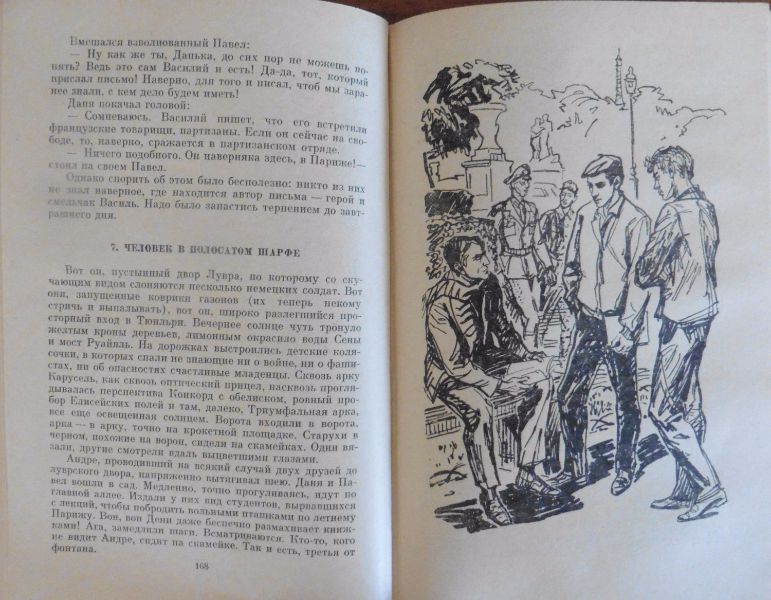 Вмешался взволнованный Павел:
— Ну как же ты, Данька, до сих пор не можешь по-
нять? Ведь это сам Василий и есть! Да-да, тот, который
прислал письмо! Наверно, для того и писал, чтоб мы зара-
нее знали, с кем дело будем иметь!
Даня покачал головой:
— Сомневаюсь. Василий пишет, что его встретили
французские товарищи, партизаны. Если он сейчас на сво-
боде, то, наверно, сражается в партизанском отряде.
— Ничего подобного. Он наверняка здесь, в Париже!—
стоял на своем Павел.
Однако спорить об этом было бесполезно: никто из них
не знал наверное, где находится автор письма — герой и
смельчак Василь. Надо было запастись терпением до завт-
рашнего дня.
7. ЧЕЛОВЕК В ПОЛОСАТОМ ШАРФЕ
Вот он, пустынный двор Лувра, по которому со ску-
чающим видом слоняются несколько немецких солдат. Вот
они, запущенные коврики газонов (их теперь некому
стричь и выпалывать), вот он, широко разлегшийся про-
сторный вход в Тюильри. Вечернее солнце чуть тронуло
желтым кроны деревьев, лимонным окрасило воды Сены
и мост Руайяль. На дорожках выстроились детские коля-
сочки, в которых спали не знающие ни о войне, ни о фаши-
стах, ни об опасностях счастливые младенцы. Сквозь арку
Карусель, как сквозь оптический прицел, насквозь прогля-
дывалась перспектива Конкорд с обелиском, ровный про-
бор Елисейских полей и там, далеко, Триумфальная арка,
все еще освещенная солнцем. Ворота входили в ворота,
арка — в арку, точно на крокетной площадке. Старухи в
черном, похожие на ворон, сидели на скамейках. Одни вя-
зали, другие смотрели вдаль выцветшими глазами.
Андре, проводивший на всякий случай двух друзей до
луврского двора, напряженно вытягивал шею. Даня и Па-
вел вошли в сад. Медленно, точно прогуливаясь, идут по
главной аллее. Издали у них вид студентов, вырвавшихся
с лекций, чтобы побродить вольными пташками по летнему
Парижу. Вон, вон Дени даже беспечно размахивает книж-
ками! Ага, замедлили шаги. Всматриваются. Кто-то, кого
не видит Андре, сидит на скамейке. Так и есть, третья от
фонтана.
168